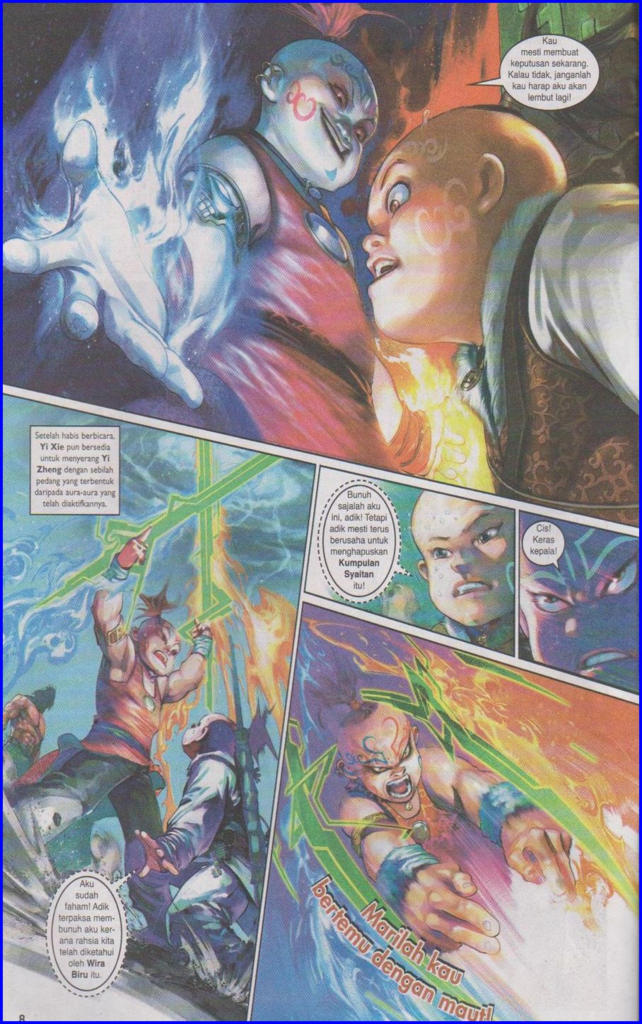 Kau
mesti membuat
keputusan sekarang.
Kalau tidak, janganlah
kau harap aku akan
lembut lagi!
Setelah habis berbicara,
Yi Xie pun bersedia
untuk menyerang Yi
Zheng dengan sebilah
pedang yang terbentuk
daripada aura-aura yang
telah diaktifkannya.
Aku
sudah
faham! Adik
terpaksa mem-
bunuh aku ker-
ana rahsia kita
telah diketahui
oleh Wira
Biru itu.
Bunuh
sajalah aku
ini, adik! Tetapi
adik mesti terus
berusaha untuk
menghapuskan
Kumpulan
Syaitan
itu!
Cis!
Keras
kepala!
Marilah kau
bertemu dengan maut!
8